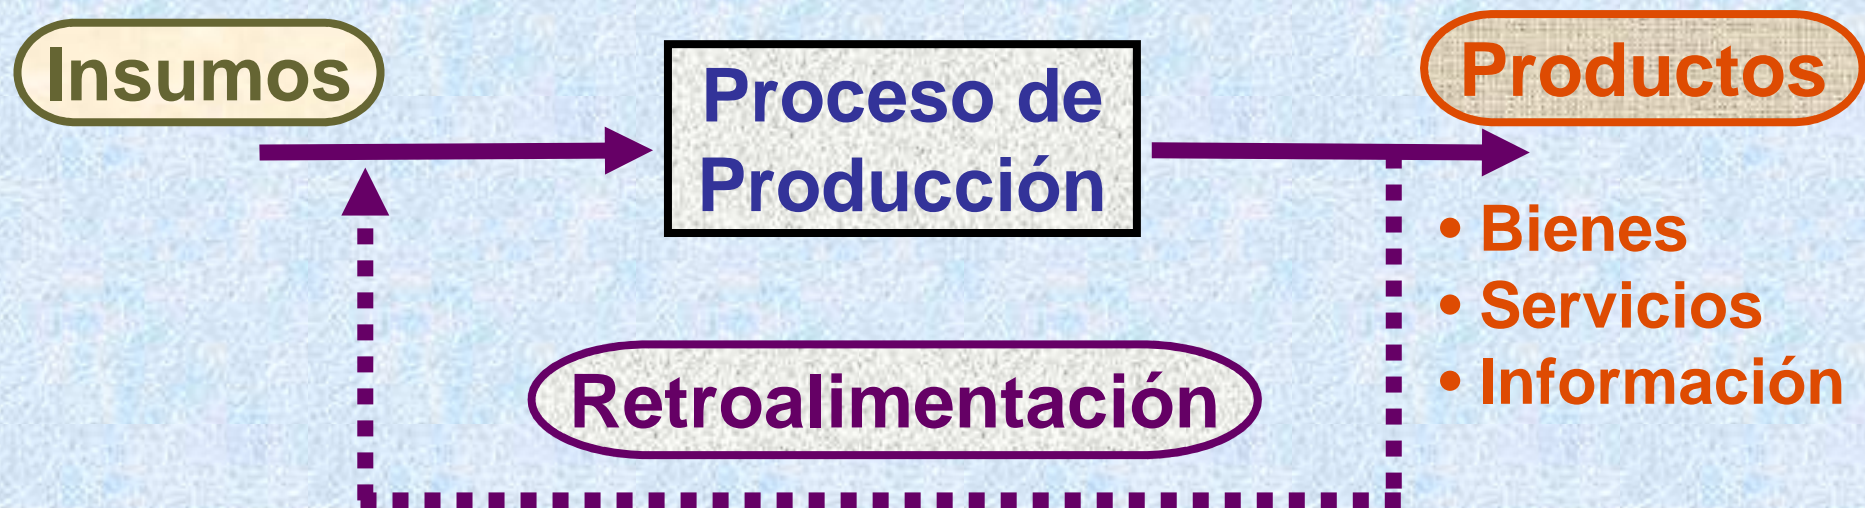 Insumos
Proceso de
Producción
Productos
• Bienes
• Servicios
• Información
Retroalimentación